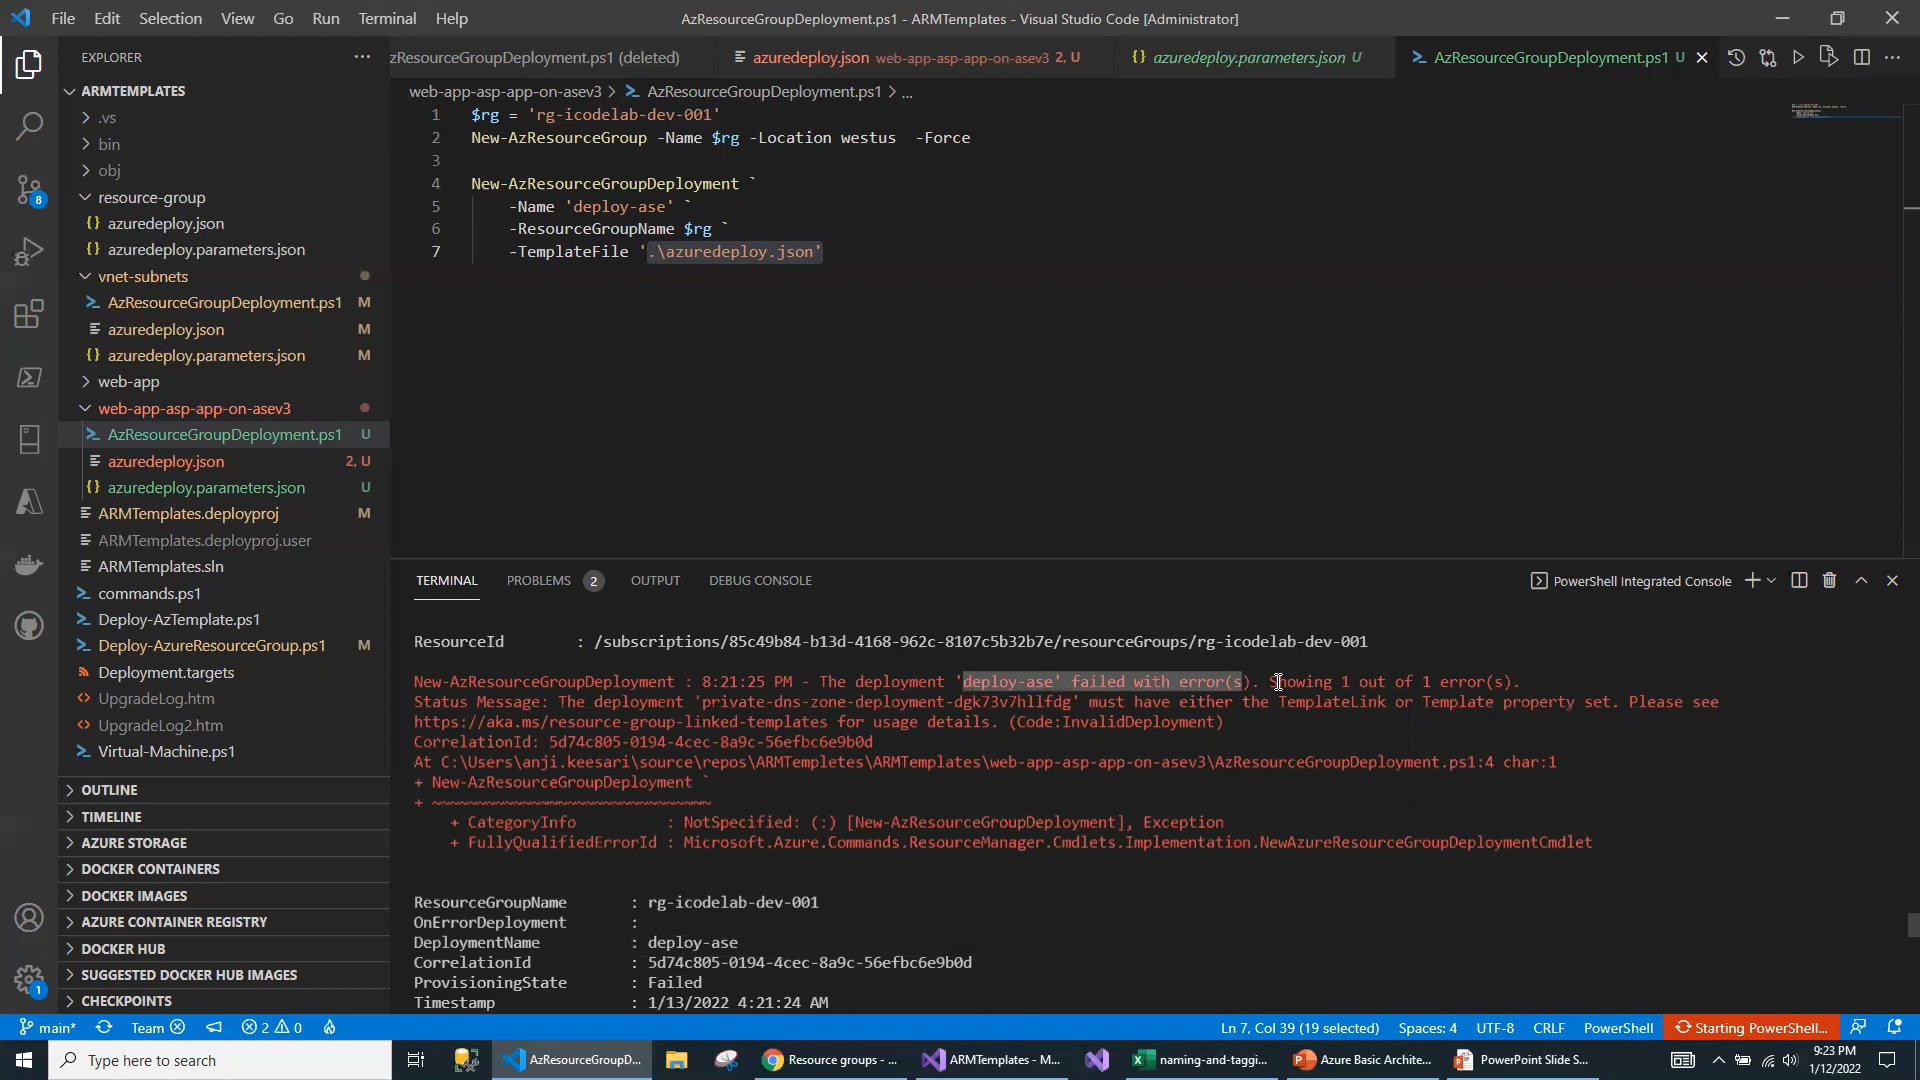 File Edit Selection View Go Run Terminal Help
AzResourceGroupDeployment.ps1 - ARMTemplates - Visual Studio Code [Administrator]
EXPLORER
zResourceGroupDeployment.ps1 (deleted)
azuredeploy.json web-app-asp-app-on-asev3 2, U
azuredeploy.parameters.json U
AzResourceGroupDeployment.ps1 U
web-app-asp-app-on-asev3 > AzResourceGroupDeployment.ps1 > ...
ARMTEMPLATES
.vs
bin
obj
resource-group
azuredeploy.json
azuredeploy.parameters.json
vnet-subnets
AzResourceGroupDeployment.ps1 M
azuredeploy.json M
azuredeploy.parameters.json M
web-app
web-app-asp-app-on-asev3
AzResourceGroupDeployment.ps1 U
azuredeploy.json 2, U
azuredeploy.parameters.json U
ARMTemplates.deployproj M
ARMTemplates.deployproj.user
ARMTemplates.sln
commands.ps1
Deploy-AzTemplate.ps1
Deploy-AzureResourceGroup.ps1 M
Deployment.targets
UpgradeLog.htm
UpgradeLog2.htm
Virtual-Machine.ps1
OUTLINE
TIMELINE
AZURE STORAGE
DOCKER CONTAINERS
DOCKER IMAGES
AZURE CONTAINER REGISTRY
DOCKER HUB
SUGGESTED DOCKER HUB IMAGES
CHECKPOINTS
8
1
1 $rg = 'rg-icodelab-dev-001'
2 New-AzResourceGroup -Name $rg -Location westus  -Force
3
4 New-AzResourceGroupDeployment `
5 -Name 'deploy-ase' `
6 -ResourceGroupName $rg `
7 -TemplateFile '.\azuredeploy.json'
TERMINAL PROBLEMS 2 OUTPUT DEBUG CONSOLE
PowerShell Integrated Console
ResourceId : /subscriptions/85c49b84-b13d-4168-962c-8107c5b32b7e/resourceGroups/rg-icodelab-dev-001
New-AzResourceGroupDeployment : 8:21:25 PM - The deployment 'deploy-ase' failed with error(s). Showing 1 out of 1 error(s).
Status Message: The deployment 'private-dns-zone-deployment-dgk73v7hllfdg' must have either the TemplateLink or Template property set. Please see
https://aka.ms/resource-group-linked-templates for usage details. (Code:InvalidDeployment)
CorrelationId: 5d74c805-0194-4cec-8a9c-56efbc6e9b0d
At C:\Users\anji.keesari\source\repos\ARMTempletes\ARMTemplates\web-app-asp-app-on-asev3\AzResourceGroupDeployment.ps1:4 char:1
+ New-AzResourceGroupDeployment `
+ ~~~~~~~~~~~~~~~~~~~~~~~~~~~~~~~
+ CategoryInfo : NotSpecified: (:) [New-AzResourceGroupDeployment], Exception
+ FullyQualifiedErrorId : Microsoft.Azure.Commands.ResourceManager.Cmdlets.Implementation.NewAzureResourceGroupDeploymentCmdlet
ResourceGroupName : rg-icodelab-dev-001
OnErrorDeployment :
DeploymentName : deploy-ase
CorrelationId : 5d74c805-0194-4cec-8a9c-56efbc6e9b0d
ProvisioningState : Failed
Timestamp : 1/13/2022 4:21:24 AM
main* Team 2 0
Ln 7, Col 39 (19 selected) Spaces: 4 UTF-8 CRLF PowerShell Starting PowerShell...
Type here to search
AzResourceGroupD...
Resource groups - ...
ARMTemplates - M...
naming-and-taggi...
Azure Basic Archite...
PowerPoint Slide S...
9:23 PM
1/12/2022